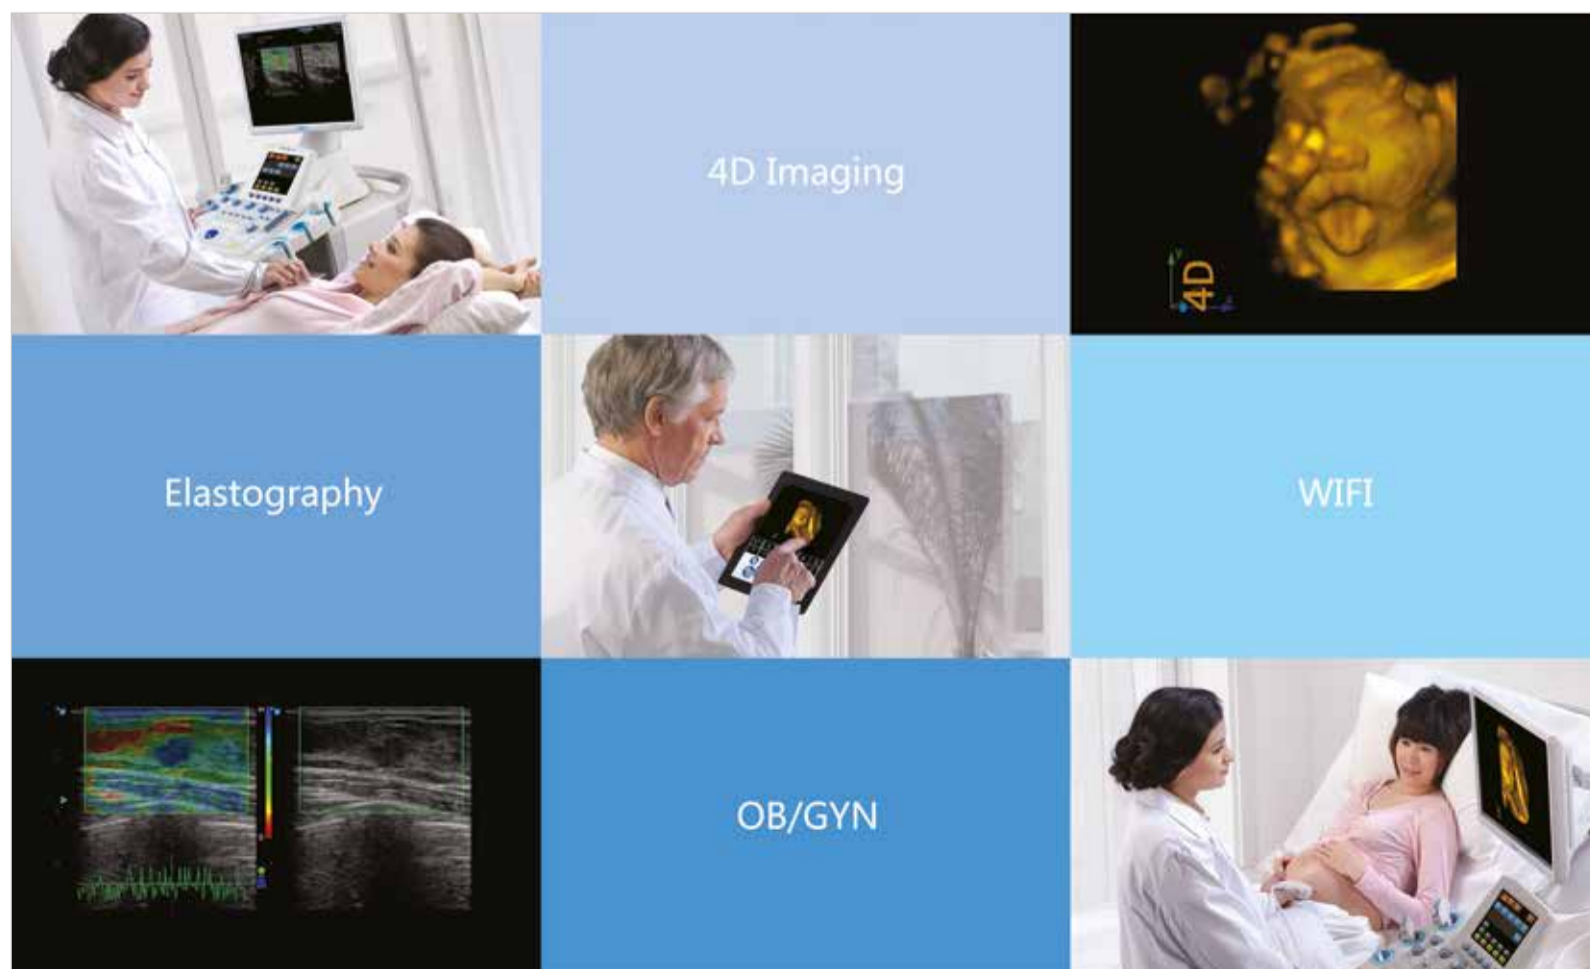 4D Imaging
4D
Elastography
WIFI
OB/GYN